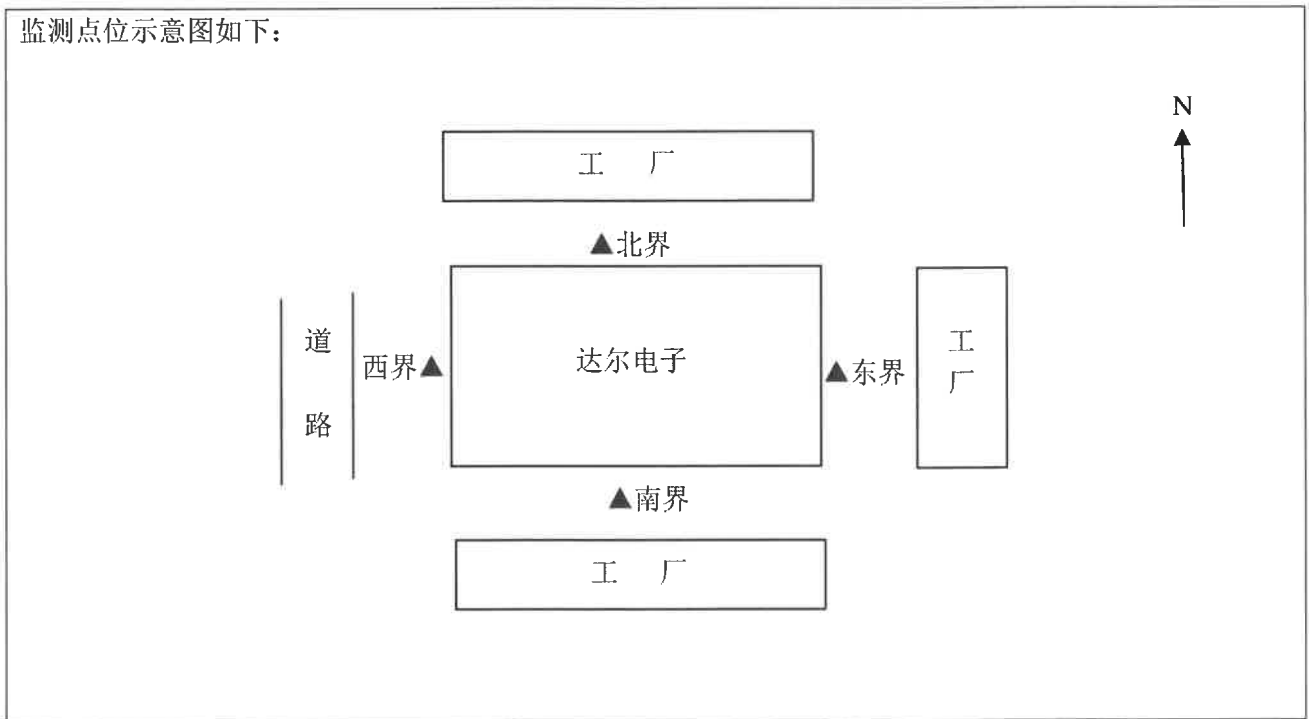 监测点位示意图如下：
N
工 厂
▲北界
道路
西界▲
达尔电子
▲东界
工厂
▲南界
工 厂